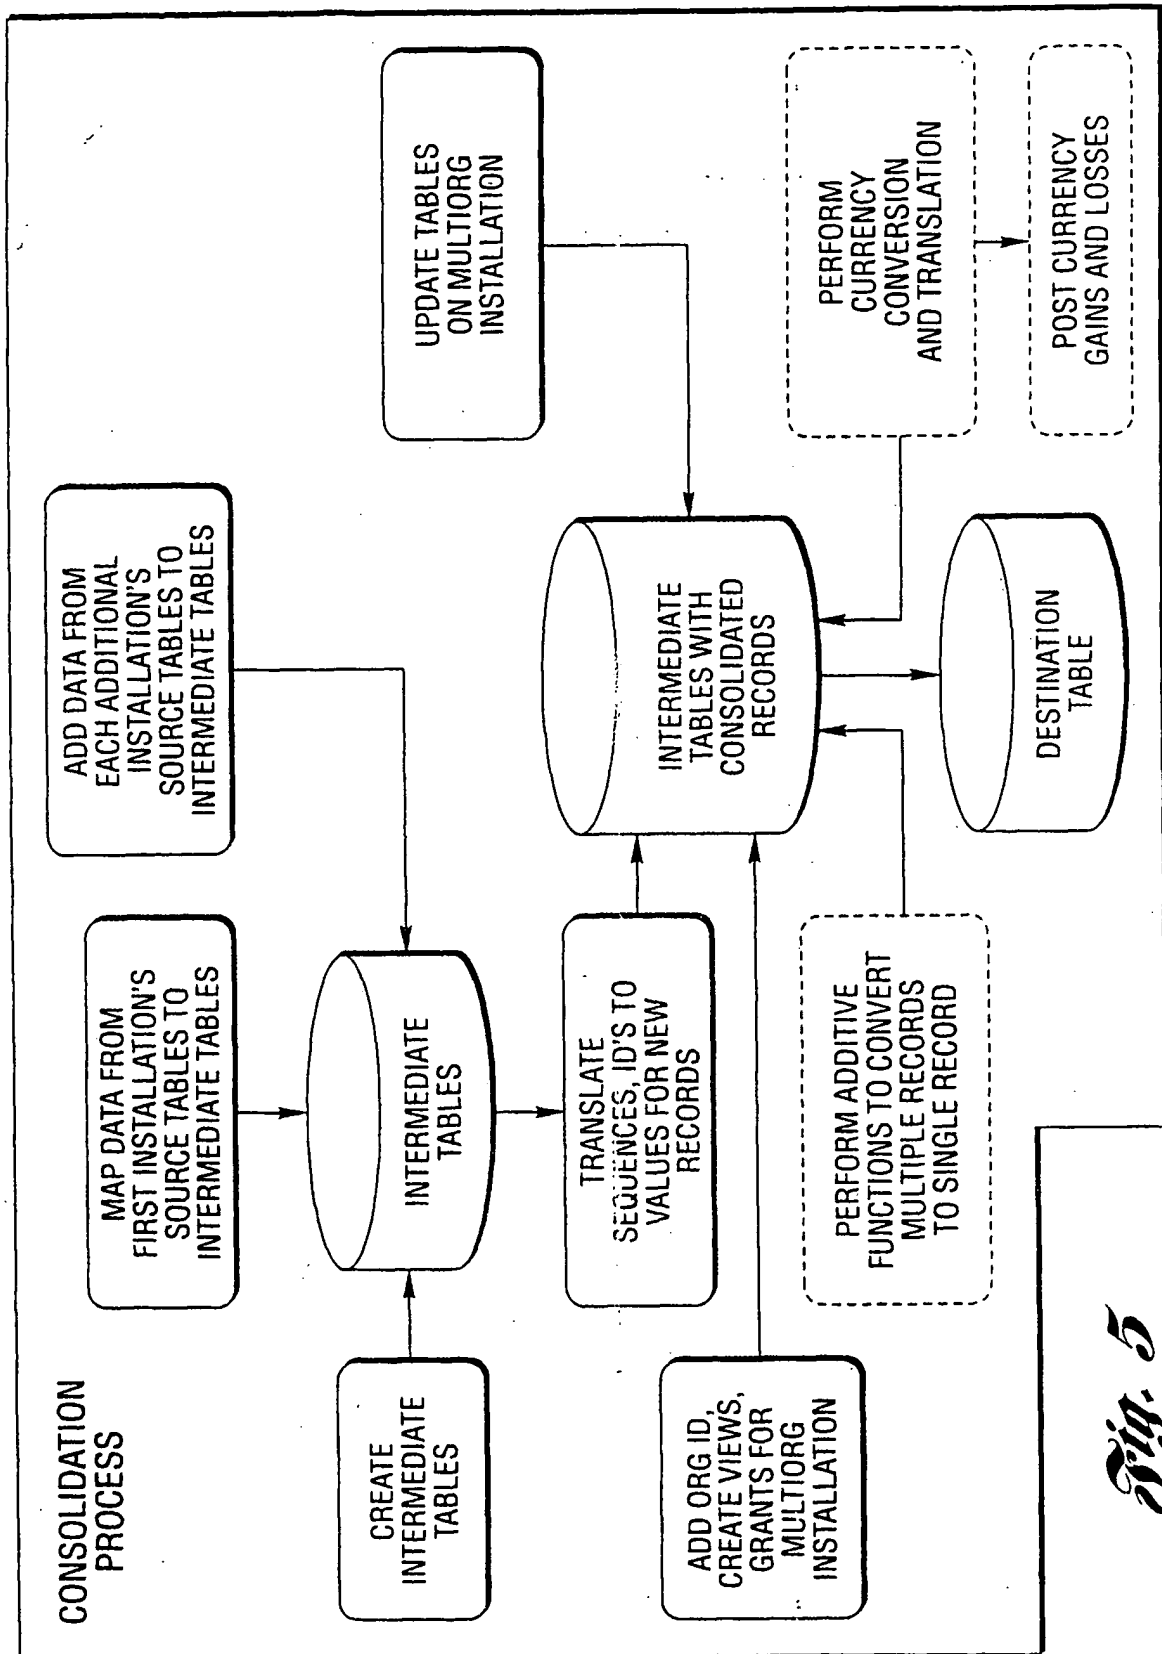 CONSOLIDATION
PROCESS
MAP DATA FROM
FIRST INSTALLATION'S
SOURCE TABLES TO
INTERMEDIATE TABLES
ADD DATA FROM
EACH ADDITIONAL
INSTALLATION'S
SOURCE TABLES TO
INTERMEDIATE TABLES
CREATE
INTERMEDIATE
TABLES
INTERMEDIATE
TABLES
UPDATE TABLES
ON MULTIORG
INSTALLATION
TRANSLATE
SEQUENCES, ID'S TO
VALUES FOR NEW
RECORDS
INTERMEDIATE
TABLES WITH
CONSOLIDATED
RECORDS
ADD ORG ID,
CREATE VIEWS,
GRANTS FOR
MULTIORG
INSTALLATION
PERFORM ADDITIVE
FUNCTIONS TO CONVERT
MULTIPLE RECORDS
TO SINGLE RECORD
PERFORM
CURRENCY
CONVERSION
AND TRANSLATION
DESTINATION
TABLE
POST CURRENCY
GAINS AND LOSSES
Fig. 5